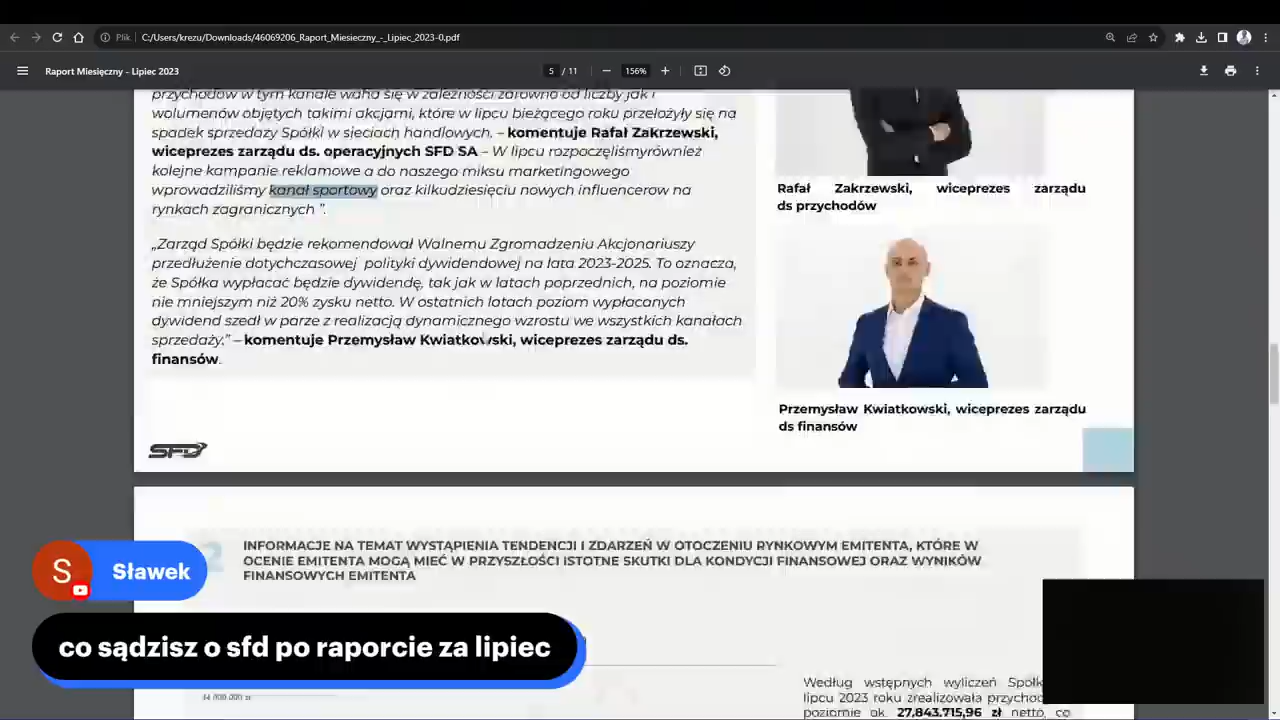 Plik
C:/Users/krezu/Downloads/46069206_Raport_Miesieczny_-_Lipiec_2023-0.pdf
Raport Miesięczny - Lipiec 2023
5 / 11
156%
przychodów w tym kanale waha się w zależności zarówno od liczby jak i
wolumenów objętych takimi akcjami, które w lipcu bieżącego roku przełożyły się na
spadek sprzedaży Spółki w sieciach handlowych. – komentuje Rafał Zakrzewski,
wiceprezes zarządu ds. operacyjnych SFD SA – W lipcu rozpoczęliśmyrównież
kolejne kampanie reklamowe a do naszego miksu marketingowego
wprowadziliśmy kanał sportowy oraz kilkudziesięciu nowych influencerow na
rynkach zagranicznych ”.
„Zarząd Spółki będzie rekomendował Walnemu Zgromadzeniu Akcjonariuszy
przedłużenie dotychczasowej polityki dywidendowej na lata 2023-2025. To oznacza,
że Spółka wypłacać będzie dywidendę, tak jak w latach poprzednich, na poziomie
nie mniejszym niż 20% zysku netto. W ostatnich latach poziom wypłacanych
dywidend szedł w parze z realizacją dynamicznego wzrostu we wszystkich kanałach
sprzedaży.” – komentuje Przemysław Kwiatkowski, wiceprezes zarządu ds.
finansów.
Rafał Zakrzewski, wiceprezes zarządu
ds przychodów
Przemysław Kwiatkowski, wiceprezes zarządu
ds finansów
SFD
2
INFORMACJE NA TEMAT WYSTĄPIENIA TENDENCJI I ZDARZEŃ W OTOCZENIU RYNKOWYM EMITENTA, KTÓRE W
OCENIE EMITENTA MOGĄ MIEĆ W PRZYSZŁOŚCI ISTOTNE SKUTKI DLA KONDYCJI FINANSOWEJ ORAZ WYNIKÓW
FINANSOWYCH EMITENTA
S
Sławek
co sądzisz o sfd po raporcie za lipiec
Według wstępnych wyliczeń
lipcu 2023 roku zrealizowała
poziomie ok. 27,843.715,96 zł netto, co